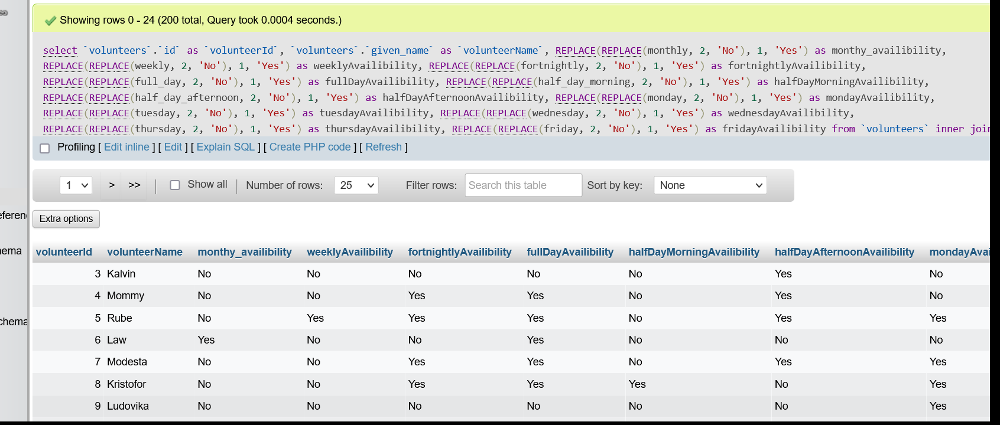 Showing rows 0 - 24 (200 total, Query took 0.0004 seconds.)
select `volunteers`.`id` as `volunteerId`, `volunteers`.`given_name` as `volunteerName`, REPLACE(REPLACE(monthly, 2, 'No'), 1, 'Yes') as monthy_availibility,
REPLACE(REPLACE(weekly, 2, 'No'), 1, 'Yes') as weeklyAvailibility, REPLACE(REPLACE(fortnightly, 2, 'No'), 1, 'Yes') as fortnightlyAvailibility,
REPLACE(REPLACE(full_day, 2, 'No'), 1, 'Yes') as fullDayAvailibility, REPLACE(REPLACE(half_day_morning, 2, 'No'), 1, 'Yes') as halfDayMorningAvailibility,
REPLACE(REPLACE(half_day_afternoon, 2, 'No'), 1, 'Yes') as halfDayAfternoonAvailibility, REPLACE(REPLACE(monday, 2, 'No'), 1, 'Yes') as mondayAvailibility,
REPLACE(REPLACE(tuesday, 2, 'No'), 1, 'Yes') as tuesdayAvailibility, REPLACE(REPLACE(wednesday, 2, 'No'), 1, 'Yes') as wednesdayAvailibility,
REPLACE(REPLACE(thursday, 2, 'No'), 1, 'Yes') as thursdayAvailibility, REPLACE(REPLACE(friday, 2, 'No'), 1, 'Yes') as fridayAvailibility from `volunteers` inner joi
Profiling [ Edit inline ] [ Edit ] [ Explain SQL ] [ Create PHP code ] [ Refresh ]
1 > >> | Show all | Number of rows: 25 Filter rows: Search this table Sort by key: None
eferen
Extra options
ema
volunteerId volunteerName monthy_availibility weeklyAvailibility fortnightlyAvailibility fullDayAvailibility halfDayMorningAvailibility halfDayAfternoonAvailibility mondayAvai
3 Kalvin No No No No No Yes No
4 Mommy No No Yes Yes No Yes No
chema
5 Rube No Yes Yes Yes No Yes Yes
6 Law Yes No No Yes No No No
7 Modesta No No Yes Yes No Yes Yes
8 Kristofor No No Yes Yes Yes No Yes
9 Ludovika No No No No No No Yes